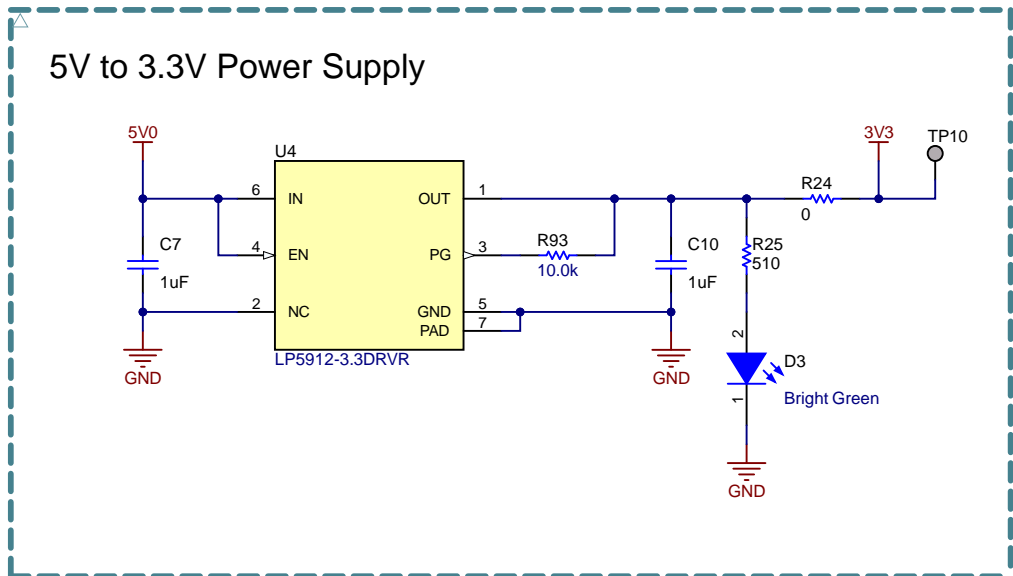 5V to 3.3V Power Supply
5V0
U4
3V3
TP10
6
IN
OUT
1
R24
0
C7
1uF
4
EN
PG
3
R93
10.0k
C10
1uF
R25
510
2
NC
GND
5
PAD
7
LP5912-3.3DRVR
GND
GND
2
D3
1
Bright Green
GND